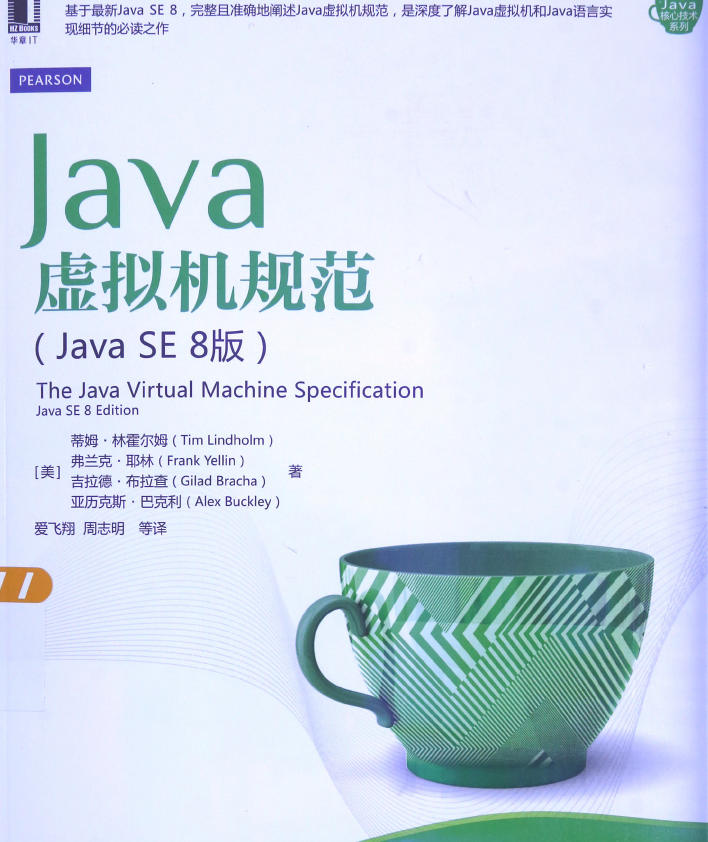 基于最新Java SE 8，完整且准确地阐述Java虚拟机规范，是深度了解Java虚拟机和Java语言实
现细节的必读之作
HZ BOOKS
华章IT
Java
核心技术
系列
PEARSON
Java
虚拟机规范
（Java SE 8版）
The Java Virtual Machine Specification
Java SE 8 Edition
[美]
蒂姆·林霍尔姆（Tim Lindholm）
弗兰克·耶林（Frank Yellin）
吉拉德·布拉查（Gilad Bracha）
亚历克斯·巴克利（Alex Buckley）
著
爱飞翔 周志明 等译